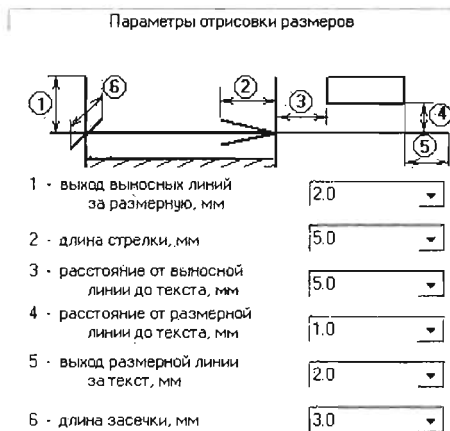 Параметры отрисовки размеров
1
6
2
3
4
5
1 - выход выносных линий
за размерную, мм
2.0
2 - длина стрелки, мм
5.0
3 - расстояние от выносной
линии до текста, мм
5.0
4 - расстояние от размерной
линии до текста, мм
1.0
5 - выход размерной линии
за текст, мм
2.0
6 - длина засечки, мм
3.0